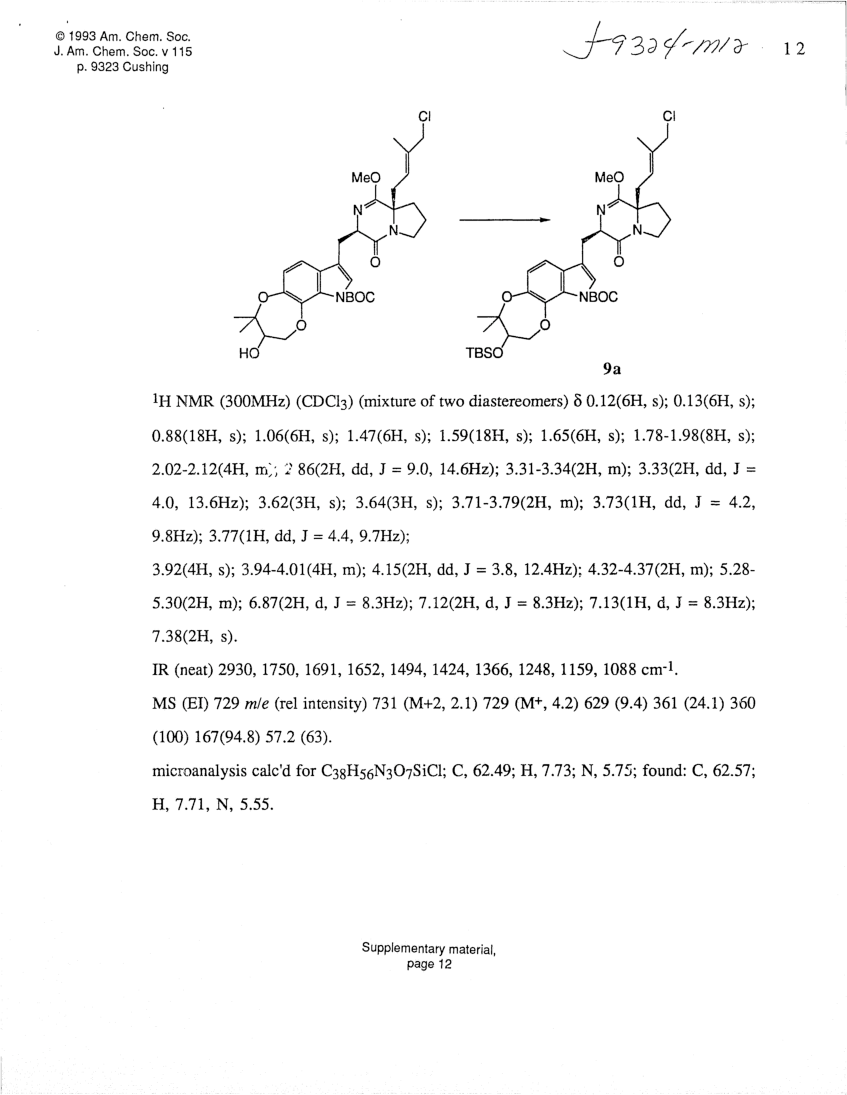 © 1993 Am. Chem. Soc.
J. Am. Chem. Soc. v 115
p. 9323 Cushing
J-9324-m12
12
Cl
MeO
N
N
O
O
NBOC
O
HO
Cl
MeO
N
N
O
O
NBOC
O
TBSO
9a
¹H NMR (300MHz) (CDCl₃) (mixture of two diastereomers) δ 0.12(6H, s); 0.13(6H, s);
0.88(18H, s); 1.06(6H, s); 1.47(6H, s); 1.59(18H, s); 1.65(6H, s); 1.78-1.98(8H, s);
2.02-2.12(4H, m); 2 86(2H, dd, J = 9.0, 14.6Hz); 3.31-3.34(2H, m); 3.33(2H, dd, J =
4.0, 13.6Hz); 3.62(3H, s); 3.64(3H, s); 3.71-3.79(2H, m); 3.73(1H, dd, J = 4.2,
9.8Hz); 3.77(1H, dd, J = 4.4, 9.7Hz);
3.92(4H, s); 3.94-4.01(4H, m); 4.15(2H, dd, J = 3.8, 12.4Hz); 4.32-4.37(2H, m); 5.28-
5.30(2H, m); 6.87(2H, d, J = 8.3Hz); 7.12(2H, d, J = 8.3Hz); 7.13(1H, d, J = 8.3Hz);
7.38(2H, s).
IR (neat) 2930, 1750, 1691, 1652, 1494, 1424, 1366, 1248, 1159, 1088 cm⁻¹.
MS (EI) 729 m/e (rel intensity) 731 (M+2, 2.1) 729 (M⁺, 4.2) 629 (9.4) 361 (24.1) 360
(100) 167(94.8) 57.2 (63).
microanalysis calc'd for C₃₈H₅₆N₃O₇SiCl; C, 62.49; H, 7.73; N, 5.75; found: C, 62.57;
H, 7.71, N, 5.55.
Supplementary material,
page 12